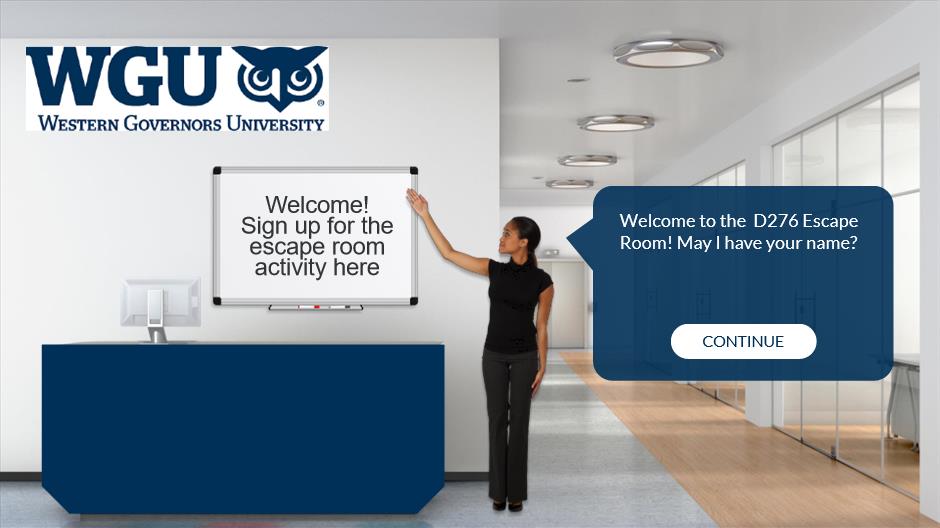 WGU
®
WESTERN GOVERNORS UNIVERSITY
Welcome!
Sign up for the
escape room
activity here
Welcome to the D276 Escape
Room! May I have your name?
CONTINUE